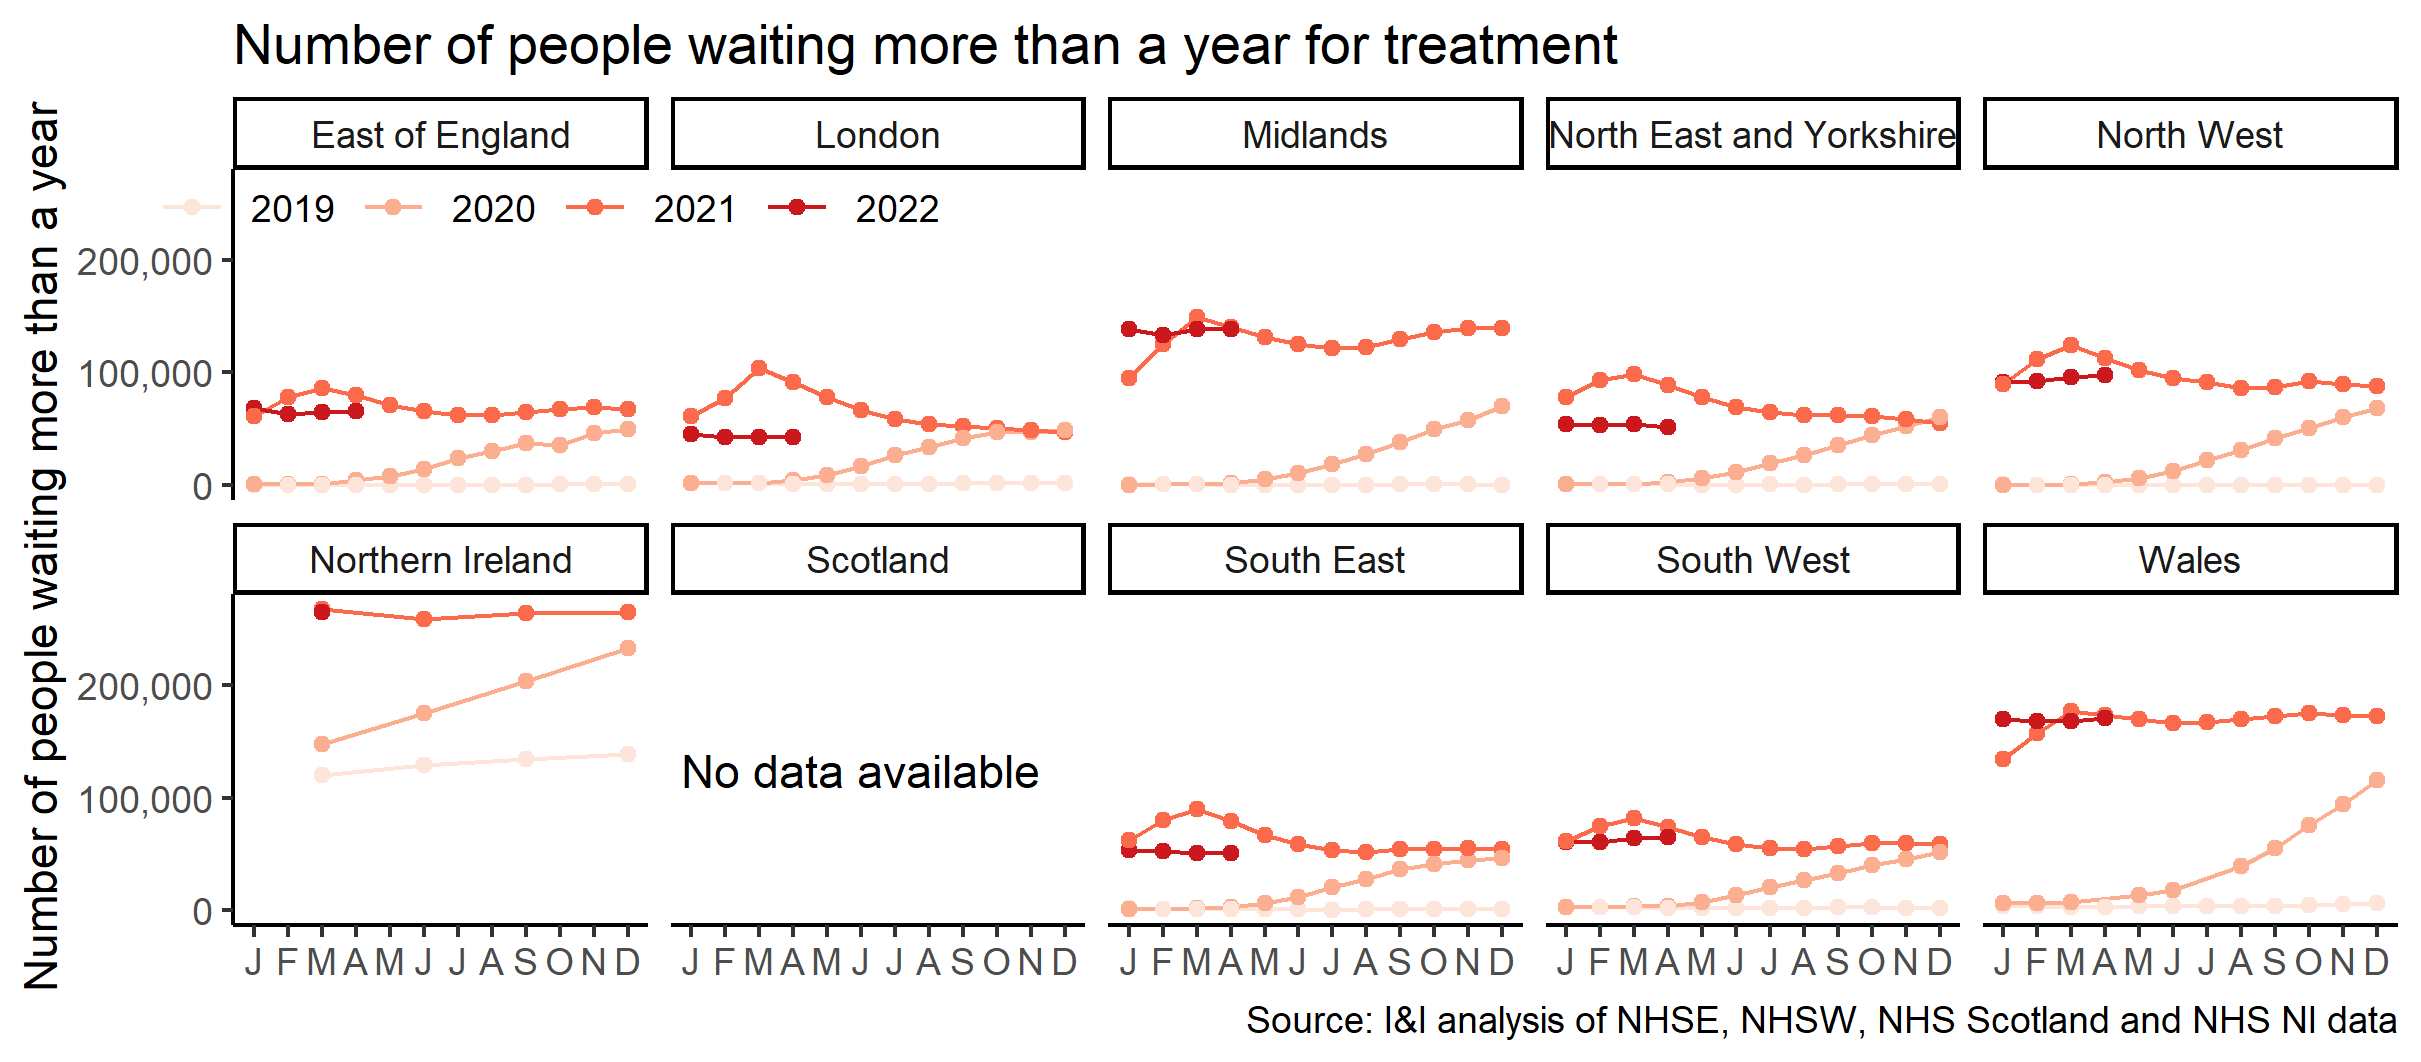 Number of people waiting more than a year for treatment
Number of people waiting more than a year
East of England
London
Midlands
North East and Yorkshire
North West
2019 2020 2021 2022
200,000
100,000
0
Northern Ireland
Scotland
South East
South West
Wales
200,000
100,000
0
No data available
J F M A M J J A S O N D
J F M A M J J A S O N D
J F M A M J J A S O N D
J F M A M J J A S O N D
J F M A M J J A S O N D
Source: I&I analysis of NHSE, NHSW, NHS Scotland and NHS NI data